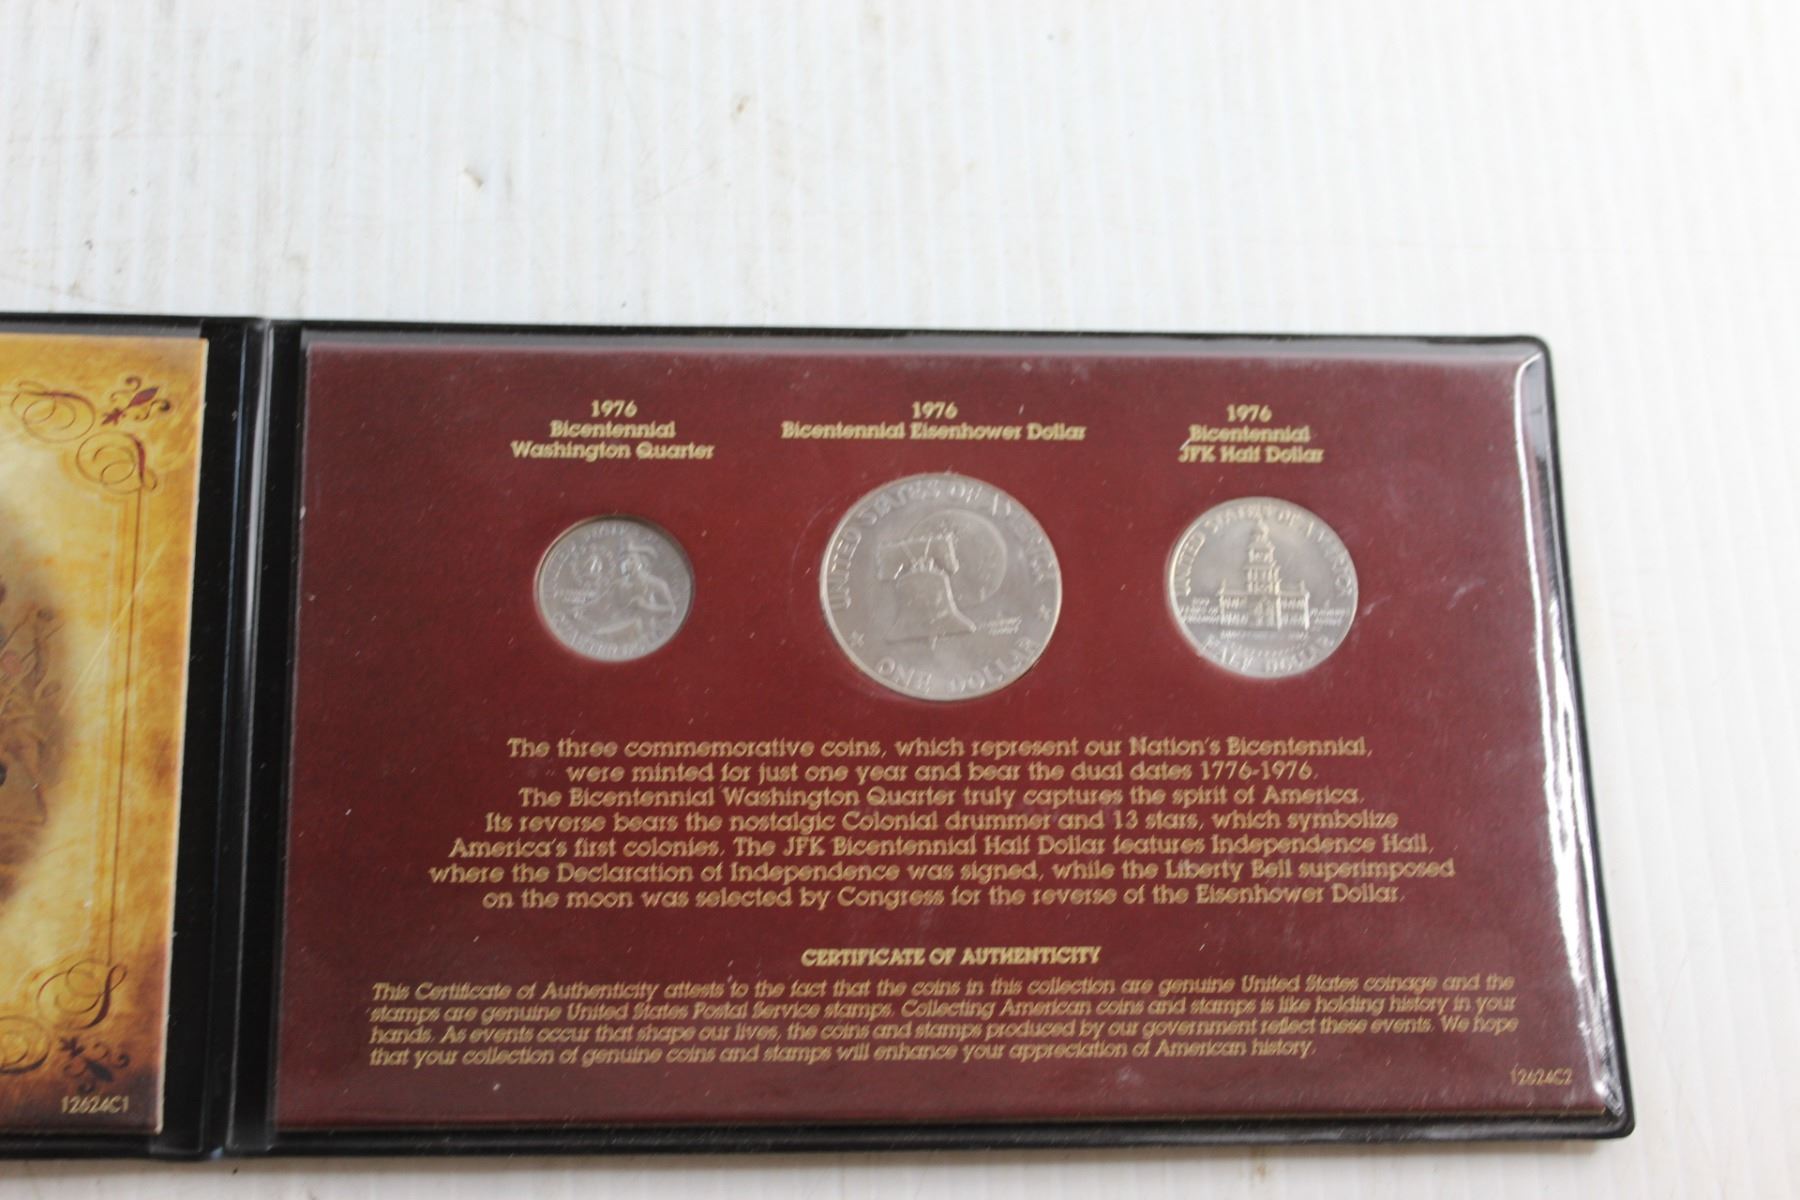 1976
Bicentennial
Washington Quarter
1976
Bicentennial Eisenhower Dollar
1976
Bicentennial
JFK Half Dollar
UNITED STATES OF AMERICA
ONE DOLLAR
UNITED STATES OF AMERICA
HALF DOLLAR
The three commemorative coins, which represent our Nation's Bicentennial,
were minted for just one year and bear the dual dates 1776-1976.
The Bicentennial Washington Quarter truly captures the spirit of America.
Its reverse bears the nostalgic Colonial drummer and 13 stars, which symbolize
America's first colonies. The JFK Bicentennial Half Dollar features Independence Hall,
where the Declaration of Independence was signed, while the Liberty Bell superimposed
on the moon was selected by Congress for the reverse of the Eisenhower Dollar.
CERTIFICATE OF AUTHENTICITY
This Certificate of Authenticity attests to the fact that the coins in this collection are genuine United States coinage and the
stamps are genuine United States Postal Service stamps. Collecting American coins and stamps is like holding history in your
hands. As events occur that shape our lives, the coins and stamps produced by our government reflect these events. We hope
that your collection of genuine coins and stamps will enhance your appreciation of American history.
12624C1
12624C2